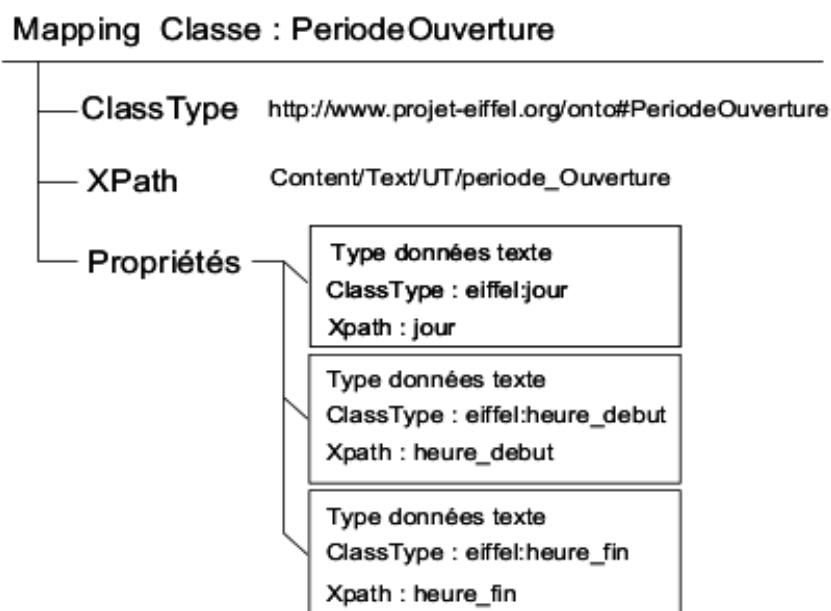 Mapping Classe : PeriodeOuverture
ClassType http://www.projet-eiffel.org/onto#PeriodeOuverture
XPath Content/Text/UT/periode_Ouverture
Propriétés
Type données texte
ClassType : eiffel:jour
Xpath : jour
Type données texte
ClassType : eiffel:heure_debut
Xpath : heure_debut
Type données texte
ClassType : eiffel:heure_fin
Xpath : heure_fin